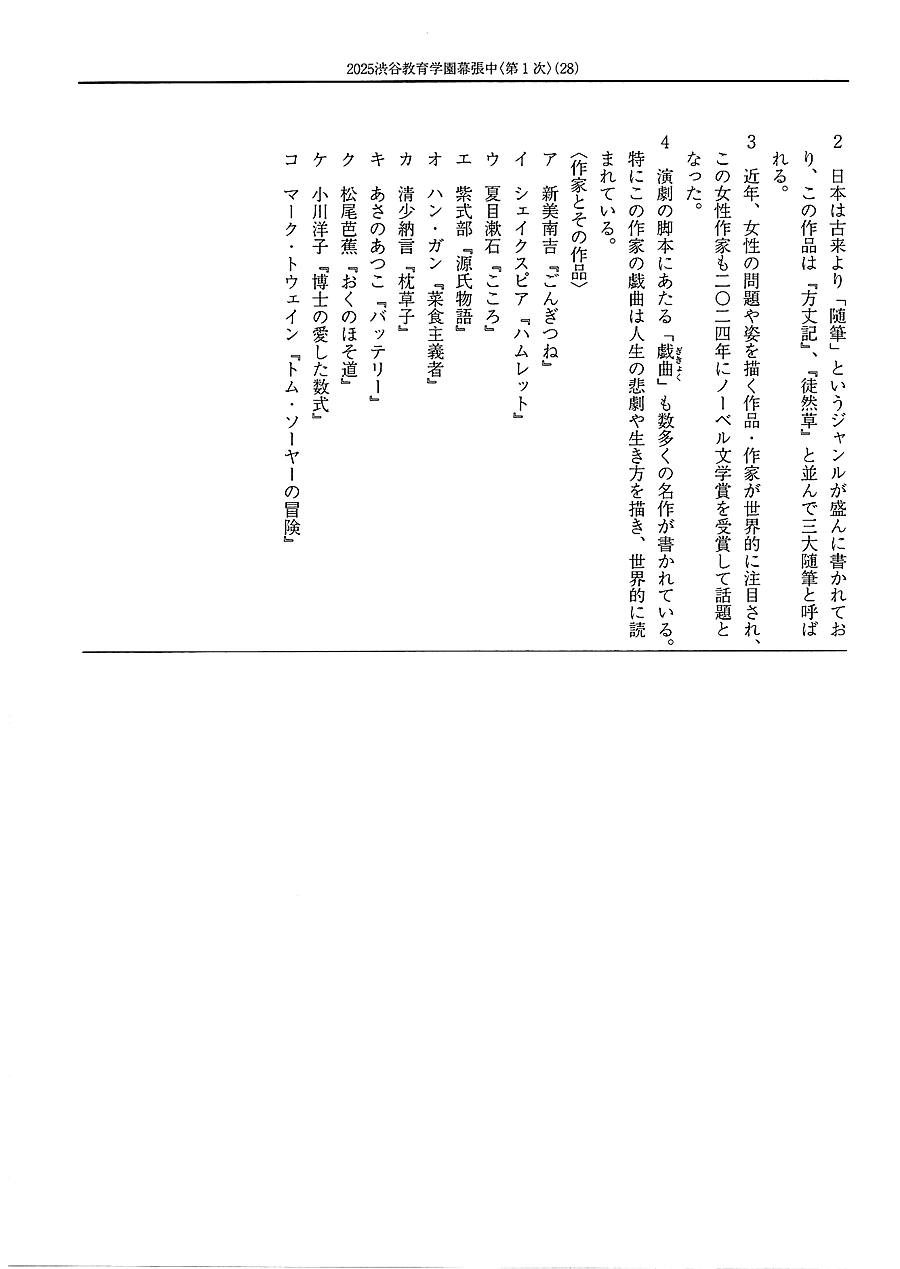 2025渋谷教育学園幕張中〈第1次〉(28)
2 日本は古来より「随筆」というジャンルが盛んに書かれてお
り、この作品は『方丈記』、『徒然草』と並んで三大随筆と呼ば
れる。
3 近年、女性の問題や姿を描く作品・作家が世界的に注目され、
この女性作家も二〇二四年にノーベル文学賞を受賞して話題と
なった。
4 演劇の脚本にあたる「戯曲」も数多くの名作が書かれている。
ぎきょく
特にこの作家の戯曲は人生の悲劇や生き方を描き、世界的に読
まれている。
〈作家とその作品〉
ア 新美南吉『ごんぎつね』
イ シェイクスピア『ハムレット』
ウ 夏目漱石『こころ』
エ 紫式部『源氏物語』
オ ハン・ガン『菜食主義者』
カ 清少納言『枕草子』
キ あさのあつこ『バッテリー』
ク 松尾芭蕉『おくのほそ道』
ケ 小川洋子『博士の愛した数式』
コ マーク・トウェイン『トム・ソーヤーの冒険』